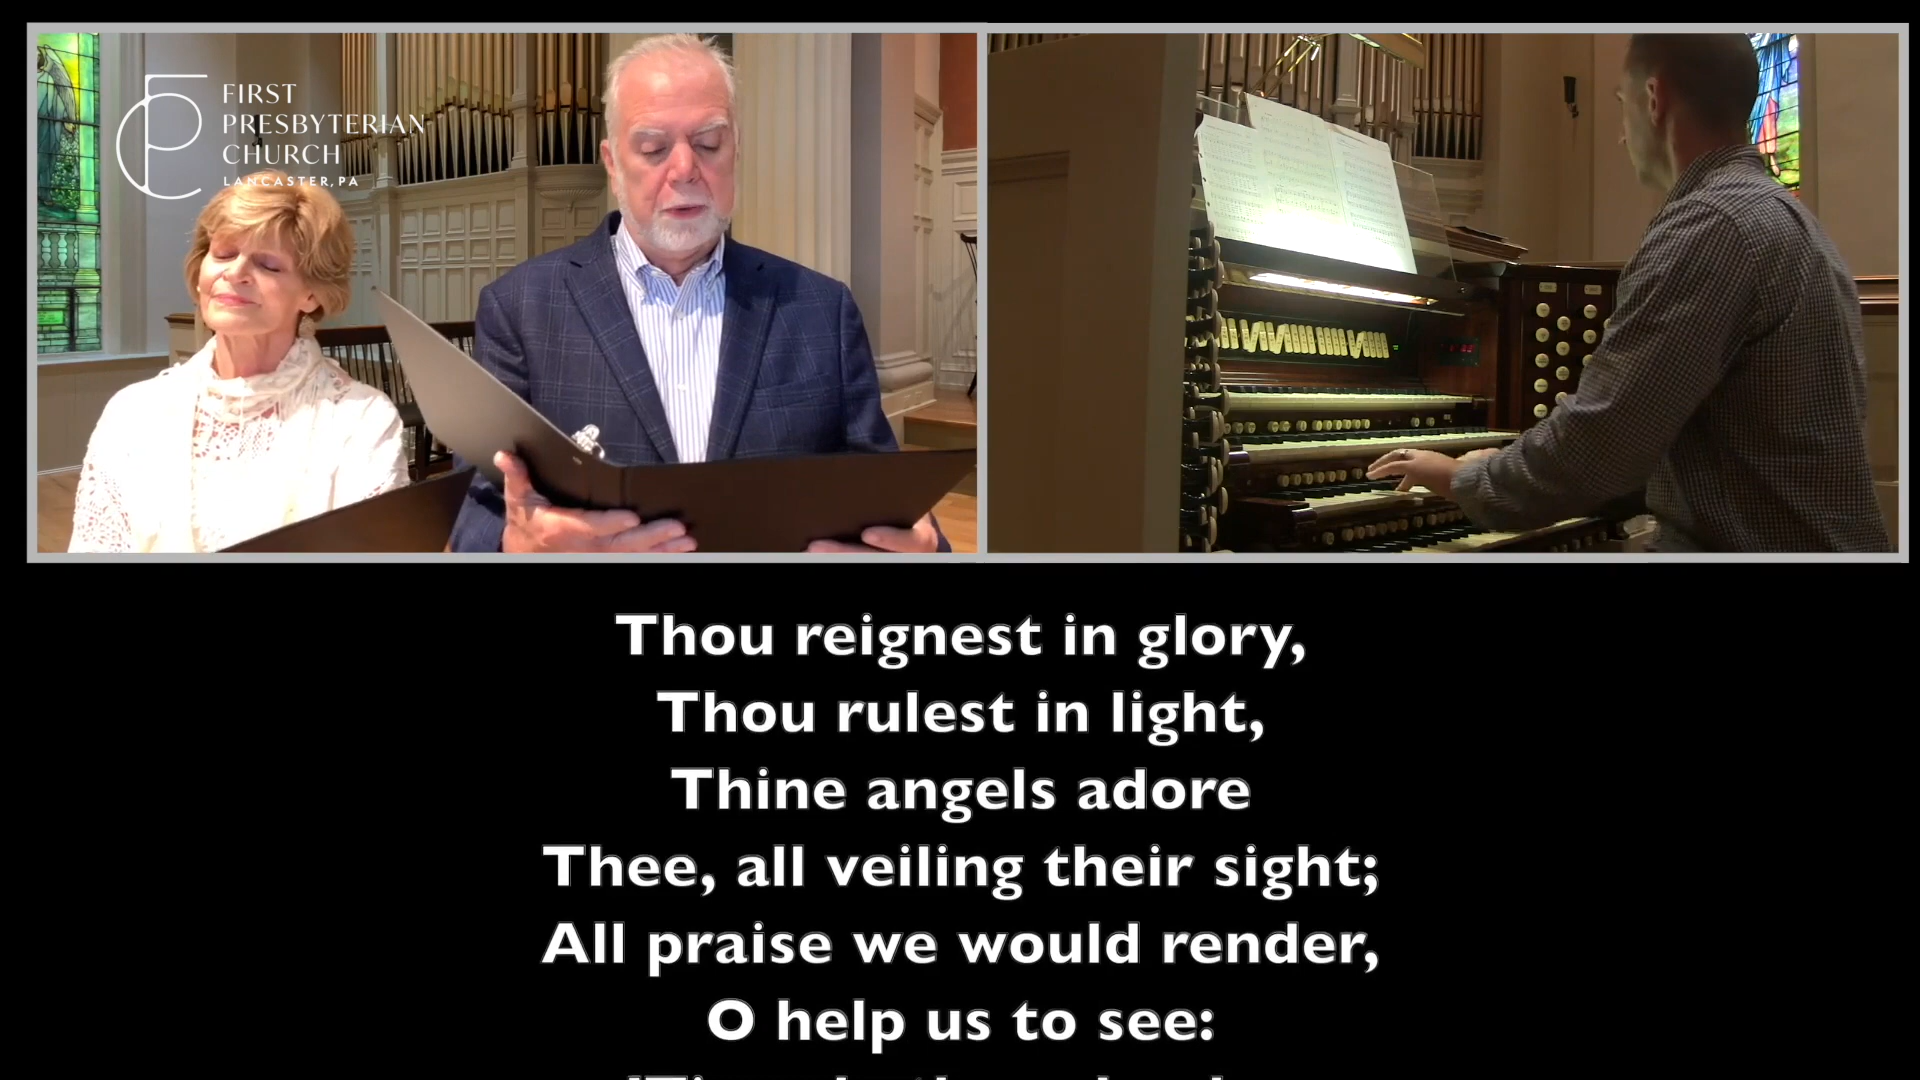 FIRST
PRESBYTERIAN
CHURCH
LANCASTER, PA
Thou reignest in glory,
Thou rulest in light,
Thine angels adore
Thee, all veiling their sight;
All praise we would render,
O help us to see: